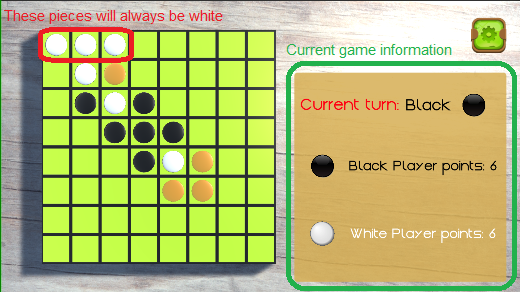 These pieces will always be white
Current game information
Current turn: Black
Black Player points: 6
White Player points: 6